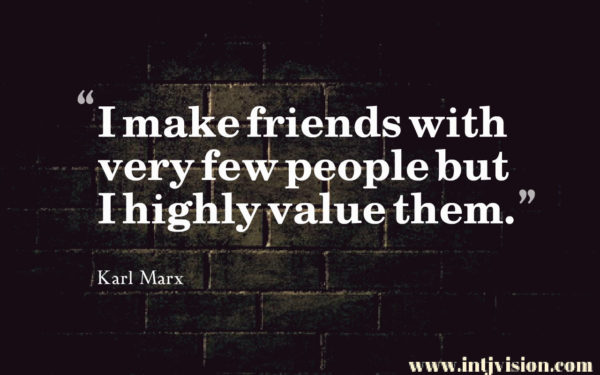 “I make friends with
very few people but
I highly value them.”
Karl Marx
www.intjvision.com